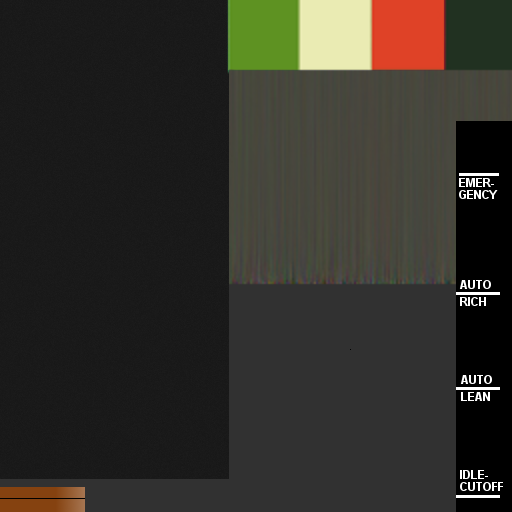 EMER-
GENCY
AUTO
RICH
AUTO
LEAN
IDLE-
CUTOFF